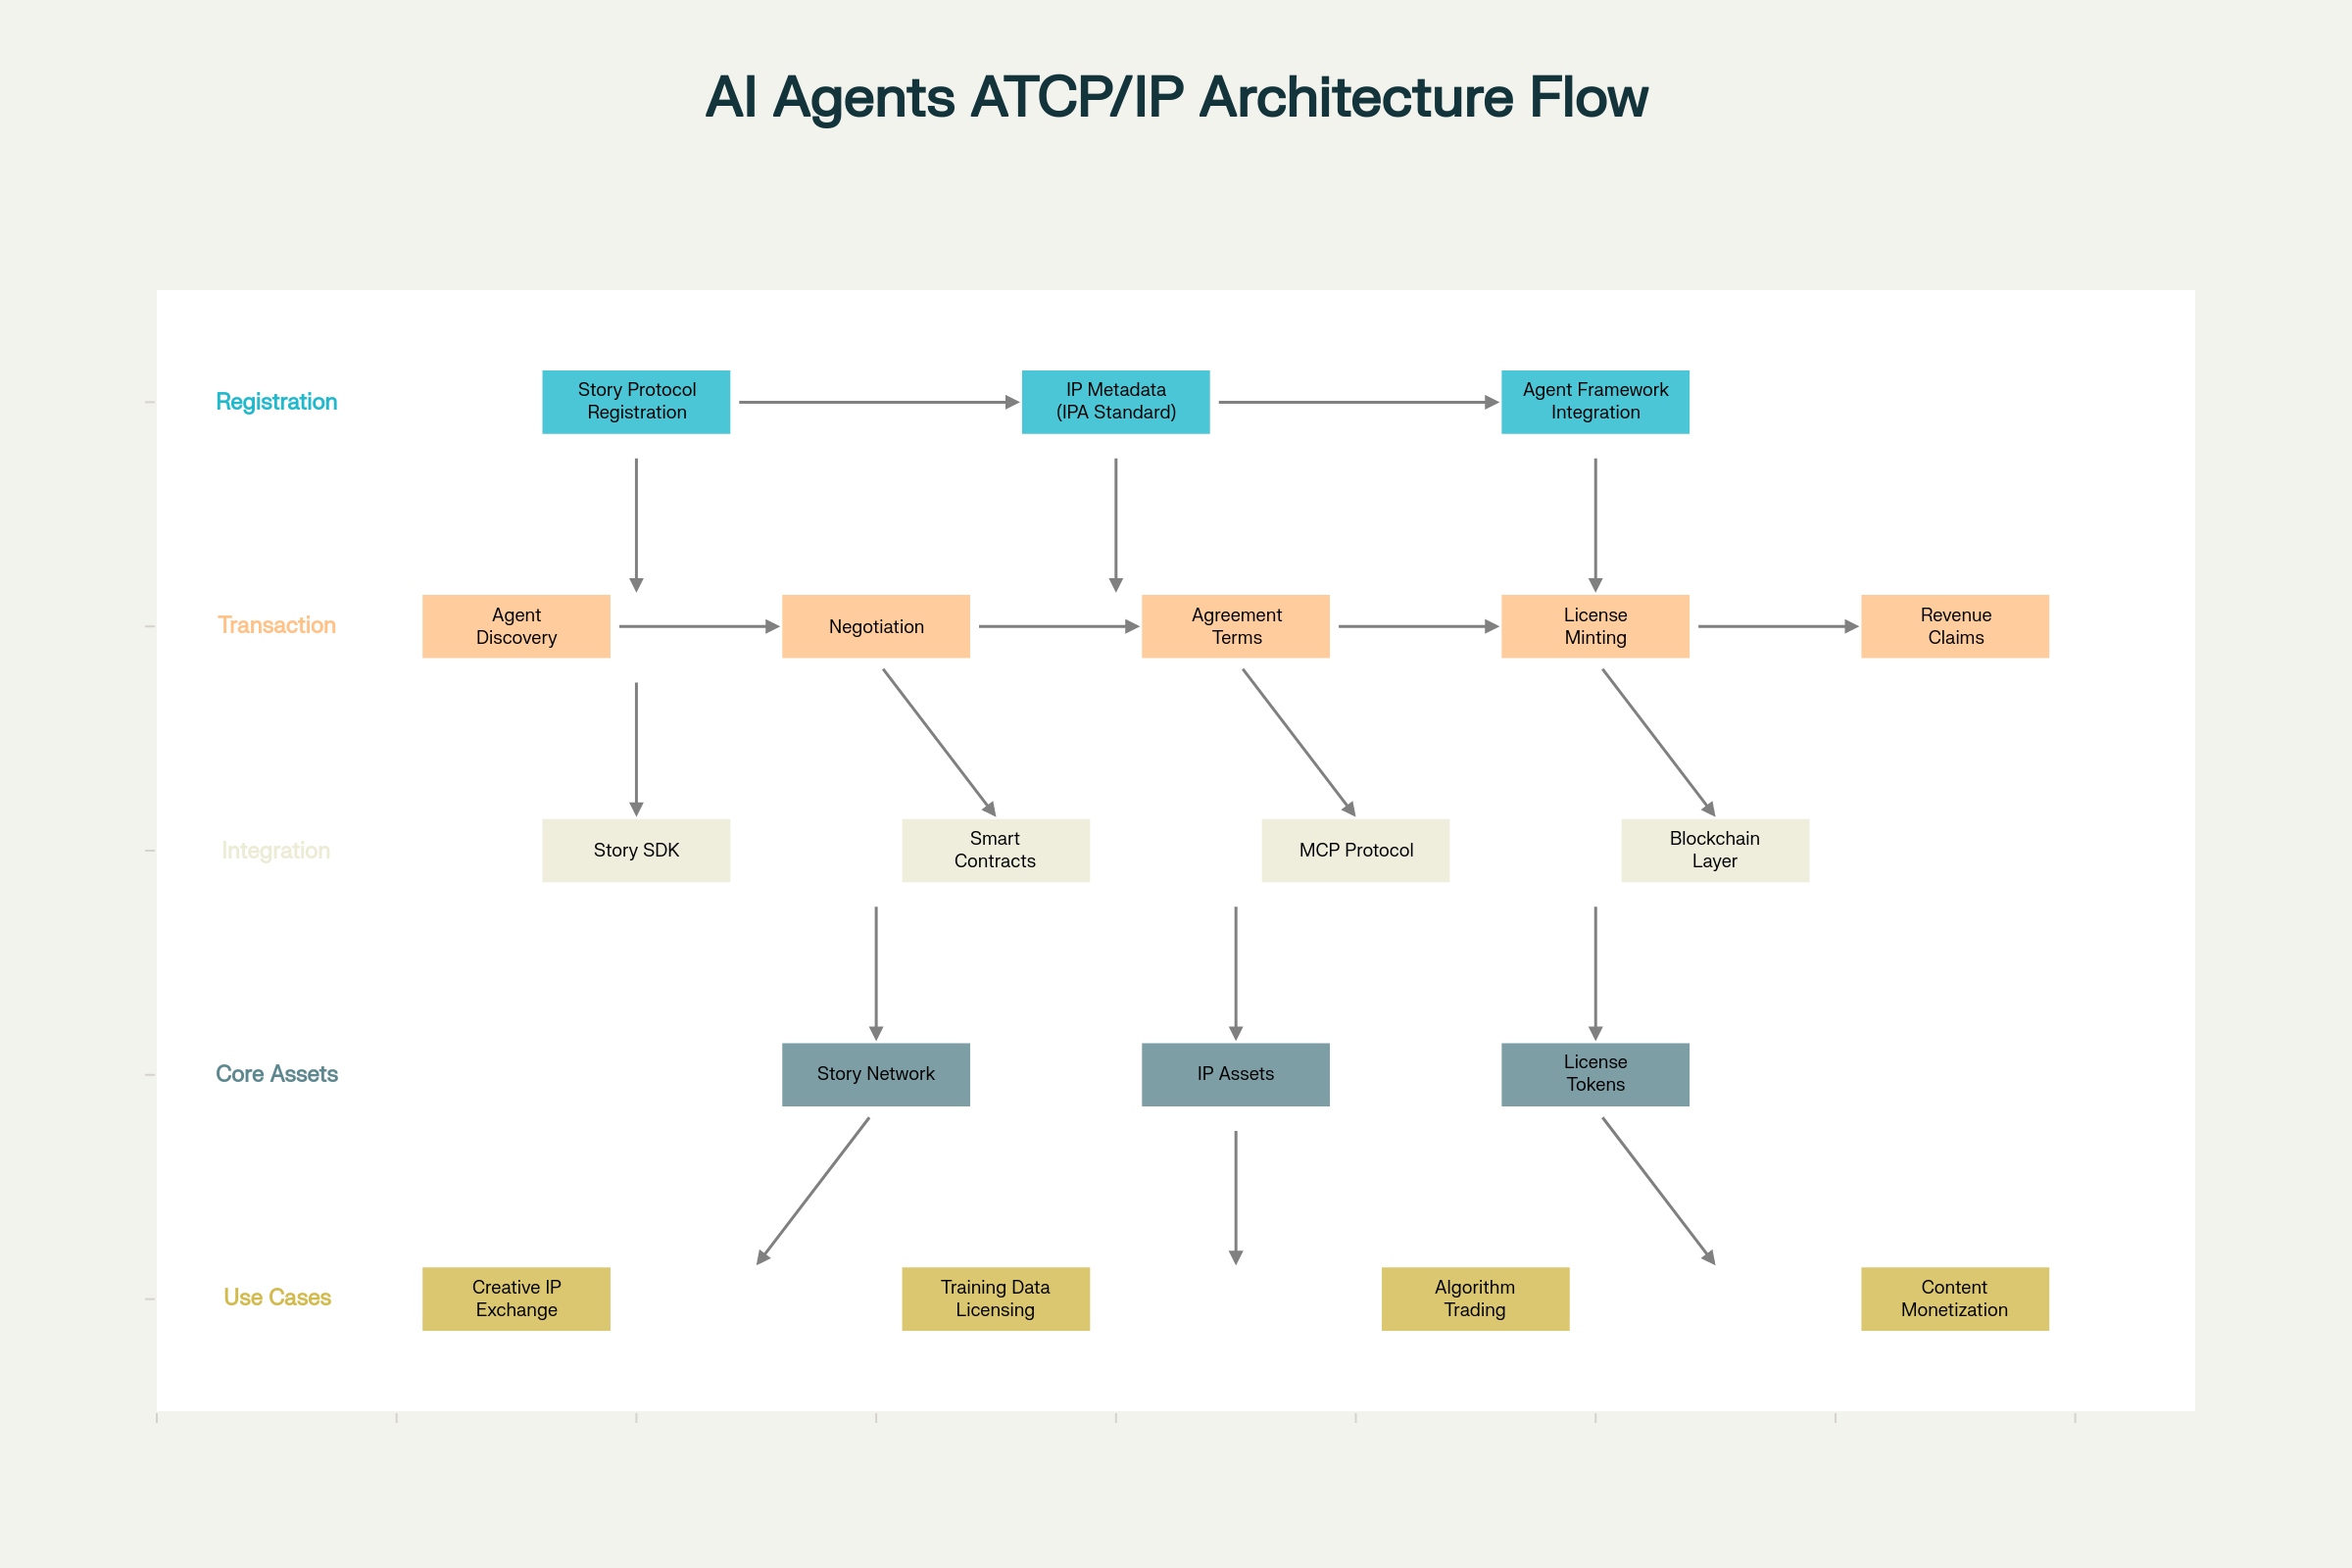 AI Agents ATCP/IP Architecture Flow
Registration
Story Protocol
Registration
IP Metadata
(IPA Standard)
Agent Framework
Integration
Transaction
Agent
Discovery
Negotiation
Agreement
Terms
License
Minting
Revenue
Claims
Integration
Story SDK
Smart
Contracts
MCP Protocol
Blockchain
Layer
Core Assets
Story Network
IP Assets
License
Tokens
Use Cases
Creative IP
Exchange
Training Data
Licensing
Algorithm
Trading
Content
Monetization